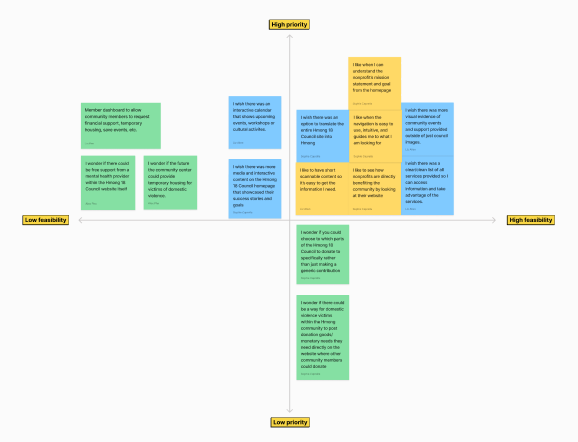 High priority
I like when I can
understand the
nonprofit's mission
statement and goal
from the homepage
Member dashboard to allow
community members to request
financial support, temporary
housing, save events, etc.
I wish there was an
interactive calendar
that shows upcoming
events, workshops or
cultural activities.
I wish there was an
option to translate the
entire Hmong 18
Council site into
Hmong
I like when the
navigation is easy to
use, intuitive, and
guides me to what I
am looking for
I wish there was more
visual evidence of
community events
and support provided
outside of just council
images.
I wonder if there could
be free support from a
mental health provider
within the Hmong 18
Council website itself
I wonder if the future
the community center
could provide
temporary housing for
victims of domestic
violence.
I wish there was more
media and interactive
content on the Hmong
18 Council homepage
that showcased their
success stories and
goals
I like to have short
scannable content so
it's easy to get the
information I need.
I like to see how
nonprofits are directly
benefiting the
community by looking
at their website
I wish there was a
clear/clean list of all
services provided so I
can access
information and take
advantage of the
services.
Low feasibility
High feasibility
I wonder if you could
choose to which parts
of the Hmong 18
Council to donate to
specifically rather
than just making a
generic contribution
I wonder if there could
be a way for domestic
violence victims
within the Hmong
community to post
donation goods/
monetary needs they
need directly on the
website where other
community members
could donate
Low priority